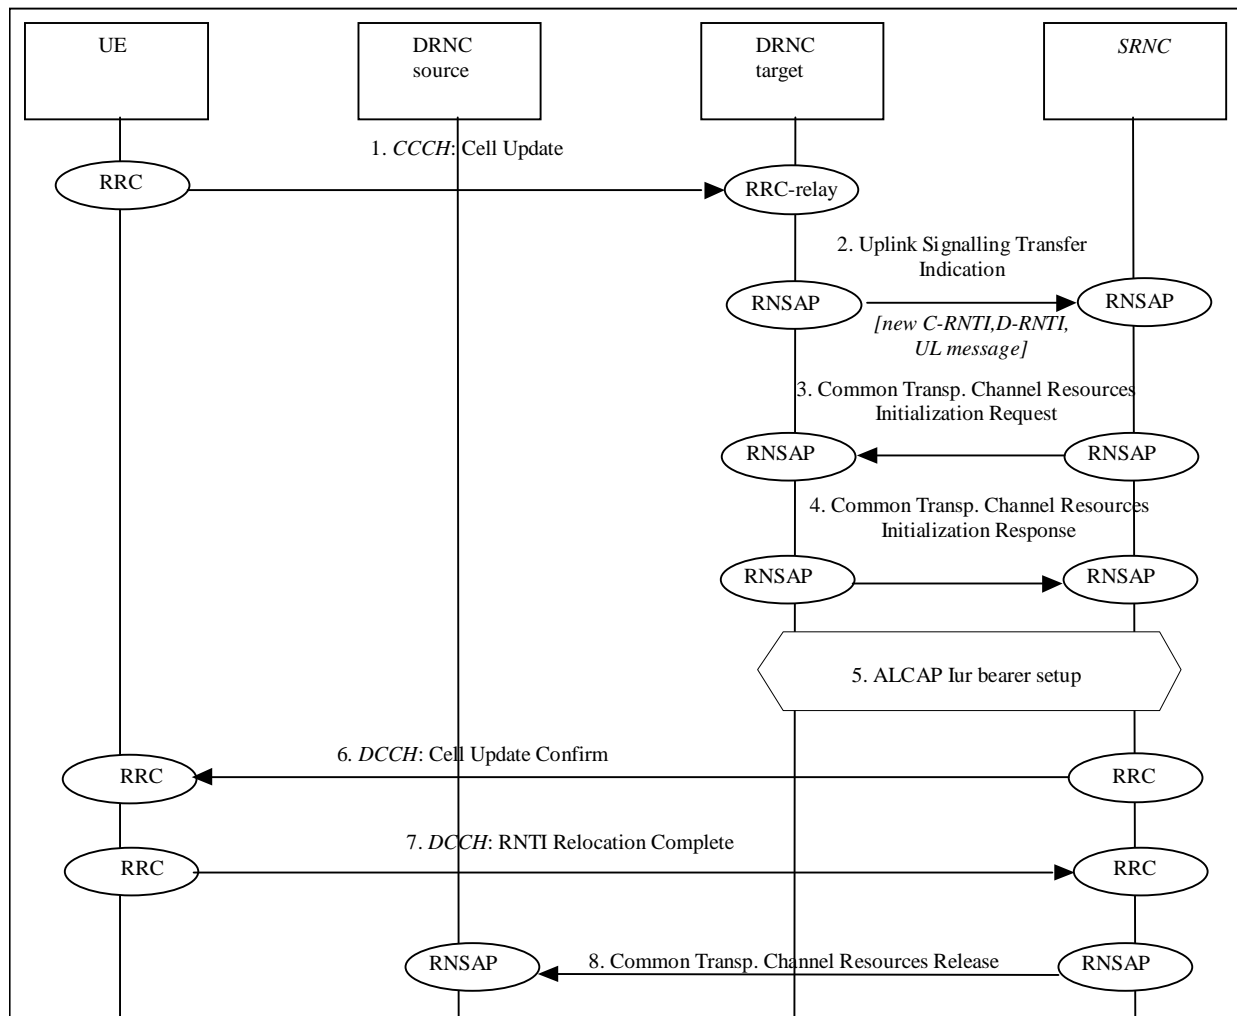 UE
DRNC
source
DRNC
target
SRNC
1. CCCH: Cell Update
RRC
RRC-relay
2. Uplink Signalling Transfer
Indication
RNSAP
RNSAP
[new C-RNTI,D-RNTI,
UL message]
3. Common Transp. Channel Resources
Initialization Request
RNSAP
RNSAP
4. Common Transp. Channel Resources
Initialization Response
RNSAP
RNSAP
5. ALCAP Iur bearer setup
6. DCCH: Cell Update Confirm
RRC
RRC
7. DCCH: RNTI Relocation Complete
RRC
RRC
RNSAP
8. Common Transp. Channel Resources Release
RNSAP